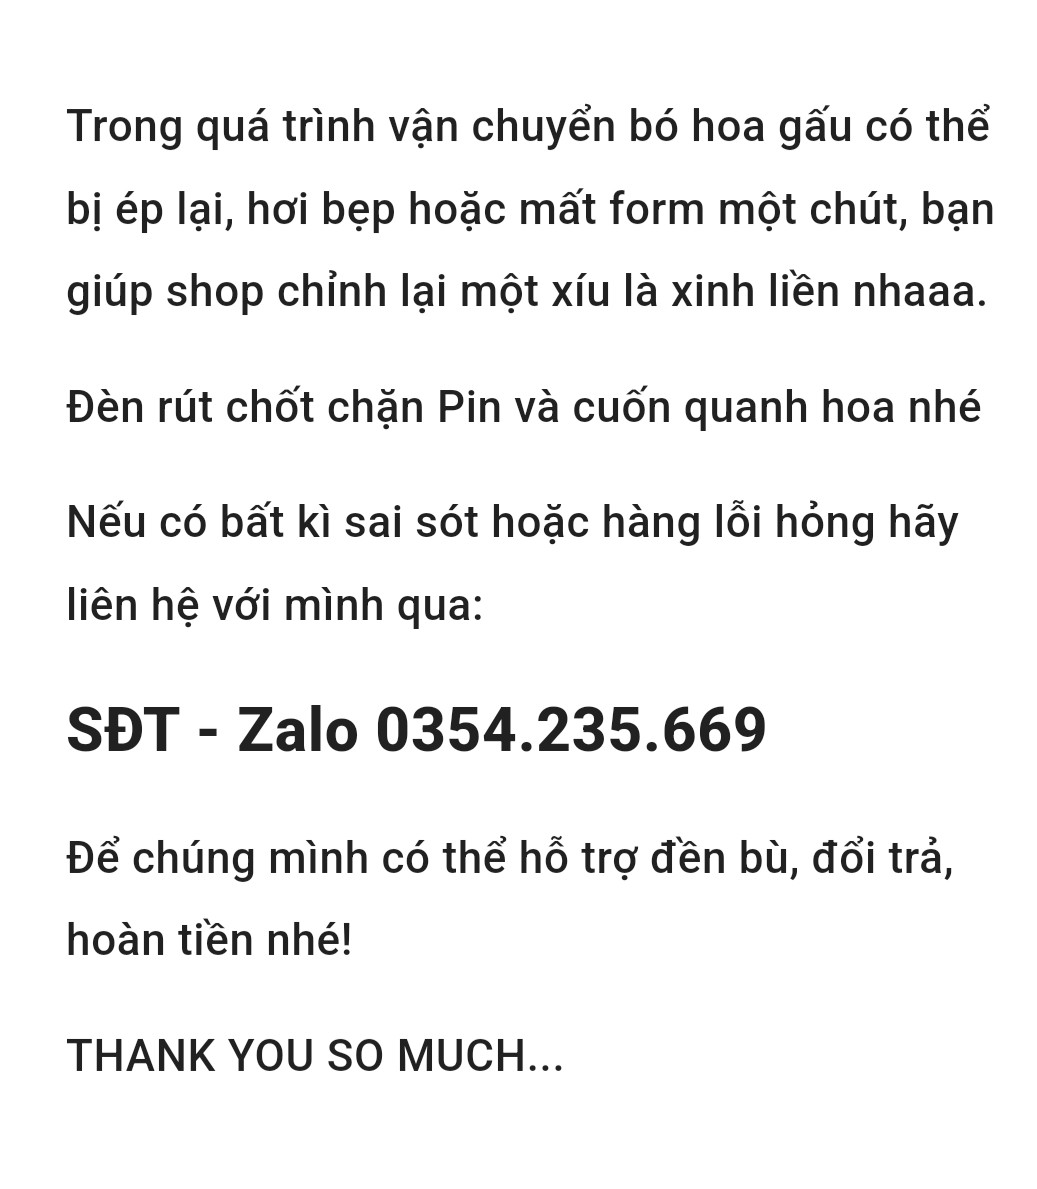 Trong quá trình vận chuyển bó hoa gấu có thể
bị ép lại, hơi bẹp hoặc mất form một chút, bạn
giúp shop chỉnh lại một xíu là xinh liền nhaaa.
Đèn rút chốt chặn Pin và cuốn quanh hoa nhé
Nếu có bất kì sai sót hoặc hàng lỗi hỏng hãy
liên hệ với mình qua:
SĐT - Zalo 0354.235.669
Để chúng mình có thể hỗ trợ đền bù, đổi trả,
hoàn tiền nhé!
THANK YOU SO MUCH...